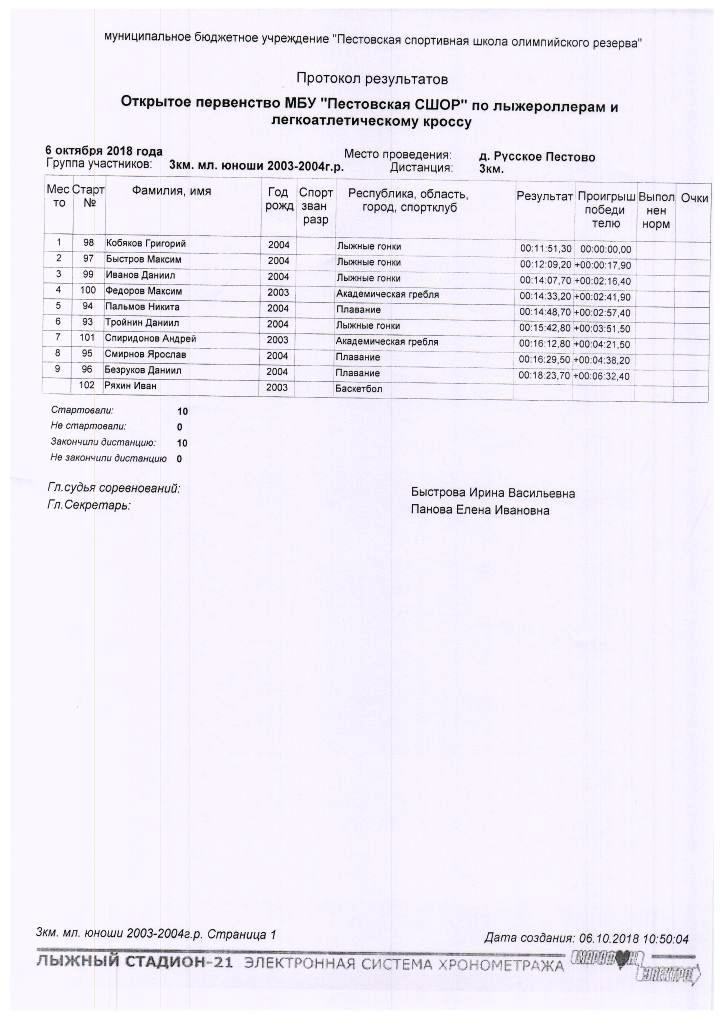 муниципальное бюджетное учреждение "Пестовская спортивная школа олимпийского резерва"
Протокол результатов
Открытое первенство МБУ "Пестовская СШОР" по лыжероллерам и
легкоатлетическому кроссу
6 октября 2018 года Место проведения: д. Русское Пестово
Группа участников: 3км. мл. юноши 2003-2004г.р. Дистанция: 3км.
Мес Старт Фамилия, имя Год Спорт Республика, область, Результат Проигрыш Выпол Очки
то № рожд зван город, спортклуб победи нен
разр телю норм
1 98 Кобяков Григорий 2004 Лыжные гонки 00:11:51,30 00:00:00,00
2 97 Быстров Максим 2004 Лыжные гонки 00:12:09,20 +00:00:17,90
3 99 Иванов Даниил 2004 Лыжные гонки 00:14:07,70 +00:02:16,40
4 100 Федоров Максим 2003 Академическая гребля 00:14:33,20 +00:02:41,90
5 94 Пальмов Никита 2004 Плавание 00:14:48,70 +00:02:57,40
6 93 Тройнин Даниил 2004 Лыжные гонки 00:15:42,80 +00:03:51,50
7 101 Спиридонов Андрей 2003 Академическая гребля 00:16:12,80 +00:04:21,50
8 95 Смирнов Ярослав 2004 Плавание 00:16:29,50 +00:04:38,20
9 96 Безруков Даниил 2004 Плавание 00:18:23,70 +00:06:32,40
102 Ряхин Иван 2003 Баскетбол
Стартовали: 10
Не стартовали: 0
Закончили дистанцию: 10
Не закончили дистанцию 0
Гл.судья соревнований: Быстрова Ирина Васильевна
Гл.Секретарь: Панова Елена Ивановна
3км. мл. юноши 2003-2004г.р. Страница 1 Дата создания: 06.10.2018 10:50:04
ЛЫЖНЫЙ СТАДИОН-21 ЭЛЕКТРОННАЯ СИСТЕМА ХРОНОМЕТРАЖА
ЭЛЕКТРО